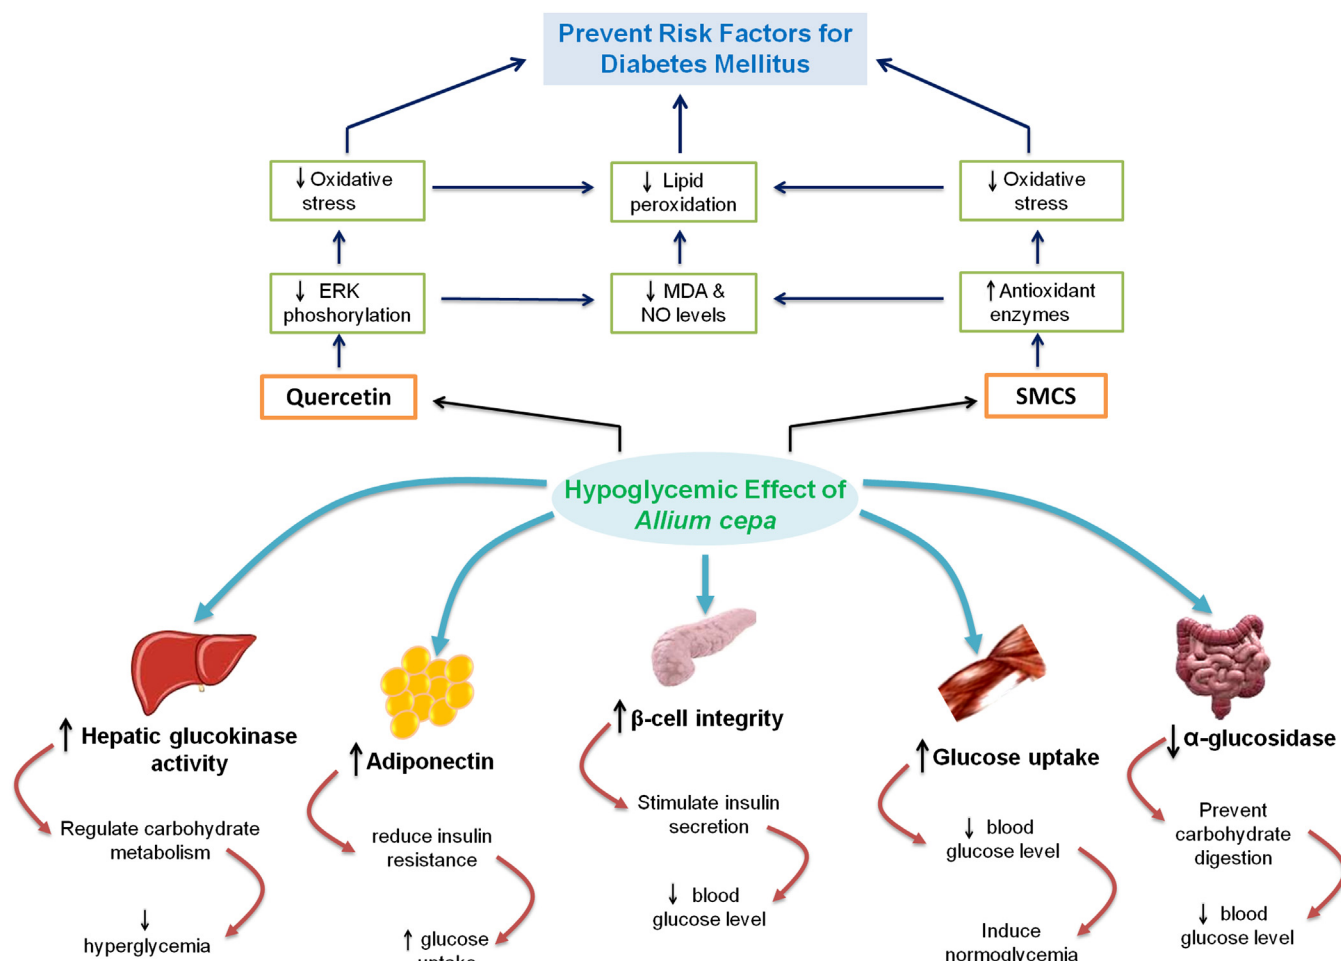 Prevent Risk Factors for
Diabetes Mellitus
↓ Oxidative
stress
↓ Lipid
peroxidation
↓ Oxidative
stress
↓ ERK
phoshorylation
↓ MDA &
NO levels
↑ Antioxidant
enzymes
Quercetin
SMCS
Hypoglycemic Effect of
Allium cepa
↑ Hepatic glucokinase
activity
↑ Adiponectin
↑ β-cell integrity
↑ Glucose uptake
↓ α-glucosidase
Regulate carbohydrate
metabolism
reduce insulin
resistance
Stimulate insulin
secretion
↓ blood
glucose level
Prevent
carbohydrate
digestion
↓
hyperglycemia
↑ glucose
uptake
↓ blood
glucose level
Induce
normoglycemia
↓ blood
glucose level